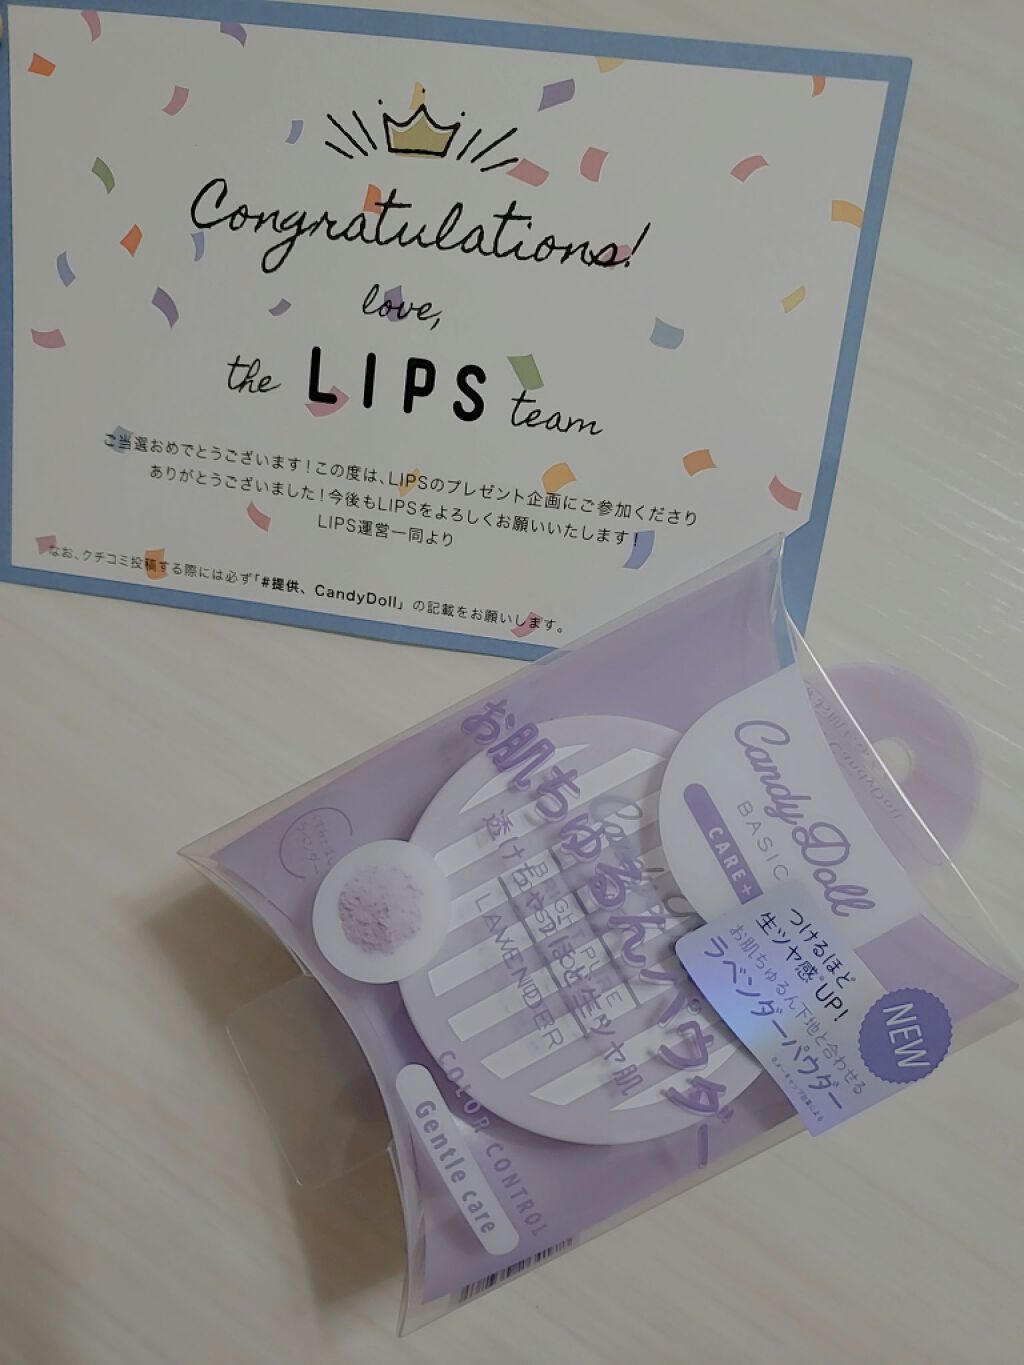 Congratulations!
love,
the LIPS team
ご当選おめでとうございます！この度は、LIPSのプレゼント企画にご参加くださり
ありがとうございました！今後もLIPSをよろしくお願いいたします！
LIPS運営一同より
なお、クチコミ投稿する際には必ず「#提供、CandyDoll」の記載をお願いします。
CandyDoll
BASIC
CARE+
お肌ちゅるんパウダー
透けちゃうほど生ツヤ肌
LAVENDER
つけるほど
生ツヤ感*UP!
お肌ちゅるん下地と合わせる
ラベンダーパウダー
NEW
COLOR CONTROL
Gentle care